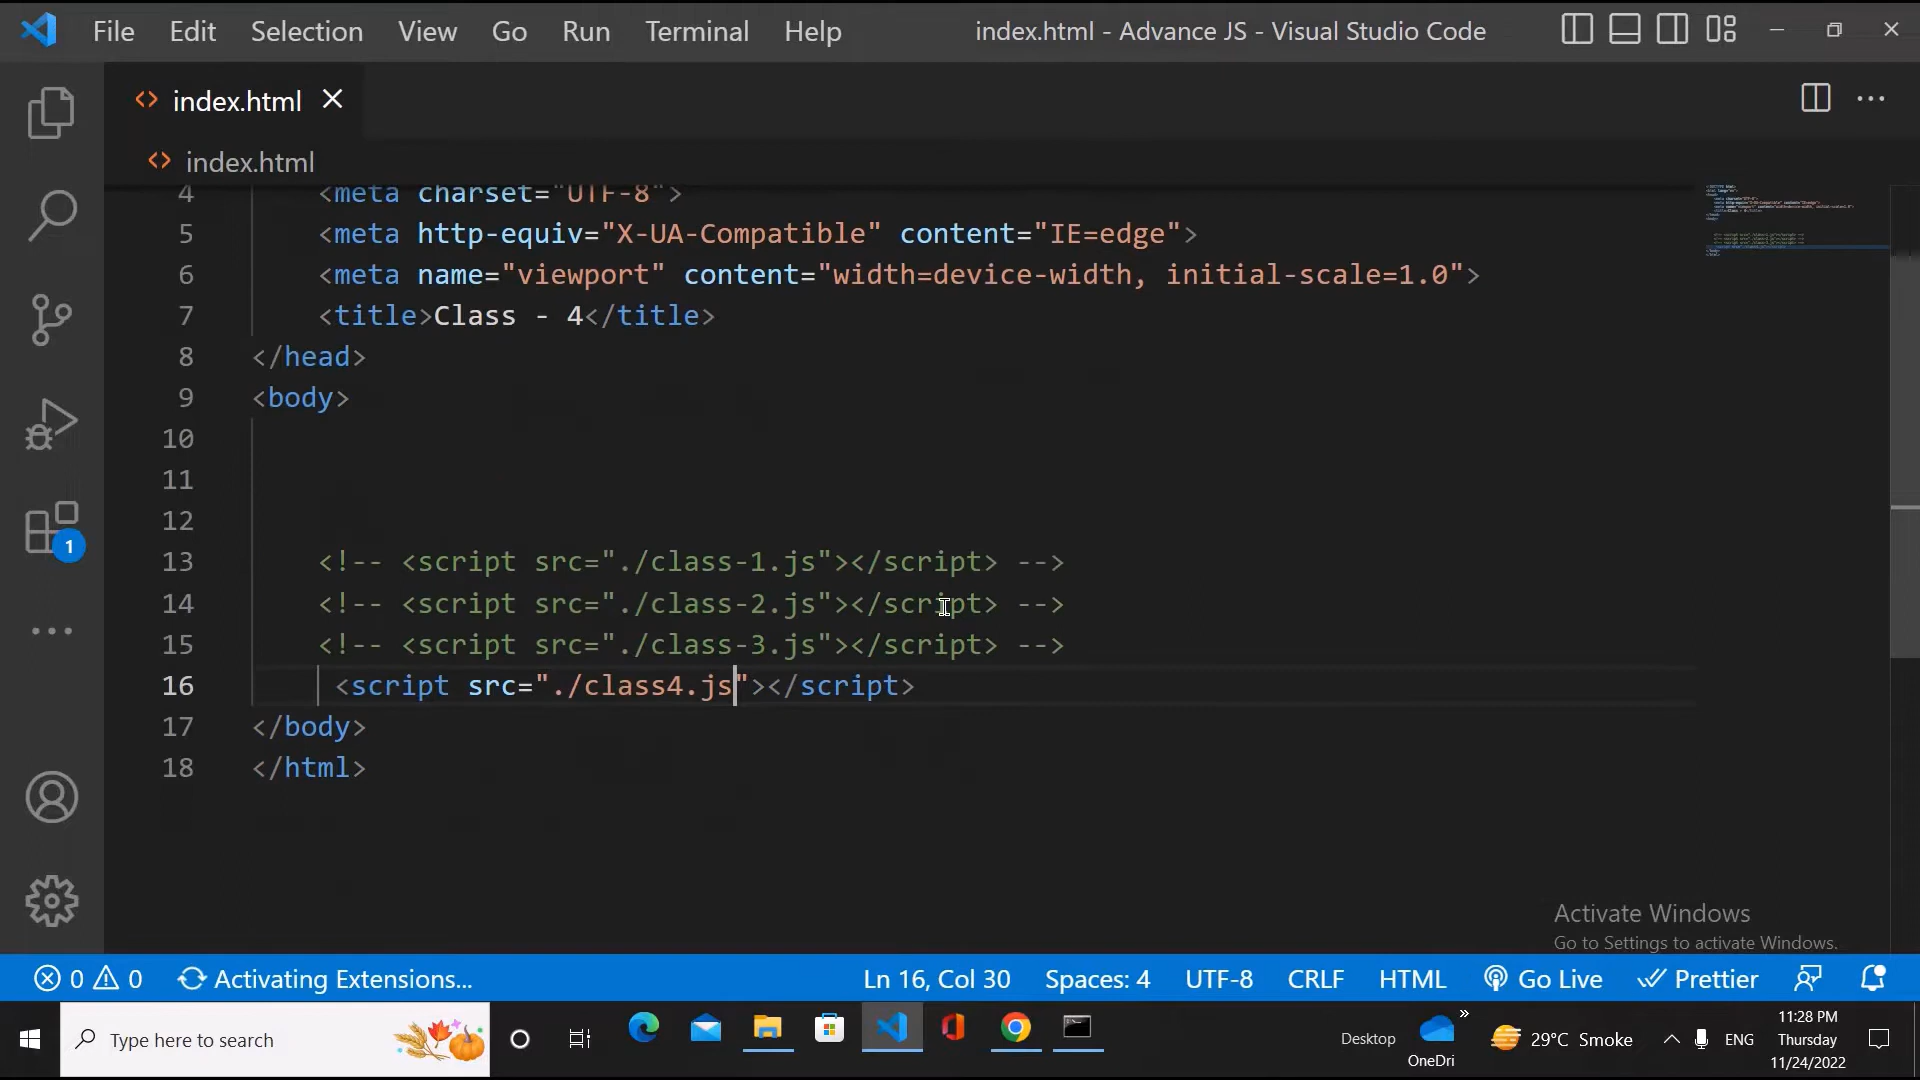 File Edit Selection View Go Run Terminal Help index.html - Advance JS - Visual Studio Code
index.html
index.html
4 <meta charset="UTF-8">
5 <meta http-equiv="X-UA-Compatible" content="IE=edge">
6 <meta name="viewport" content="width=device-width, initial-scale=1.0">
7 <title>Class - 4</title>
8 </head>
9 <body>
10
11
12
13 <!-- <script src="./class-1.js"></script> -->
14 <!-- <script src="./class-2.js"></script> -->
15 <!-- <script src="./class-3.js"></script> -->
16 <script src="./class4.js"></script>
17 </body>
18 </html>
1
Activate Windows
Go to Settings to activate Windows.
0 0 Activating Extensions... Ln 16, Col 30 Spaces: 4 UTF-8 CRLF HTML Go Live Prettier
Type here to search
Desktop
OneDri
»
29°C Smoke
ENG
11:28 PM
Thursday
11/24/2022